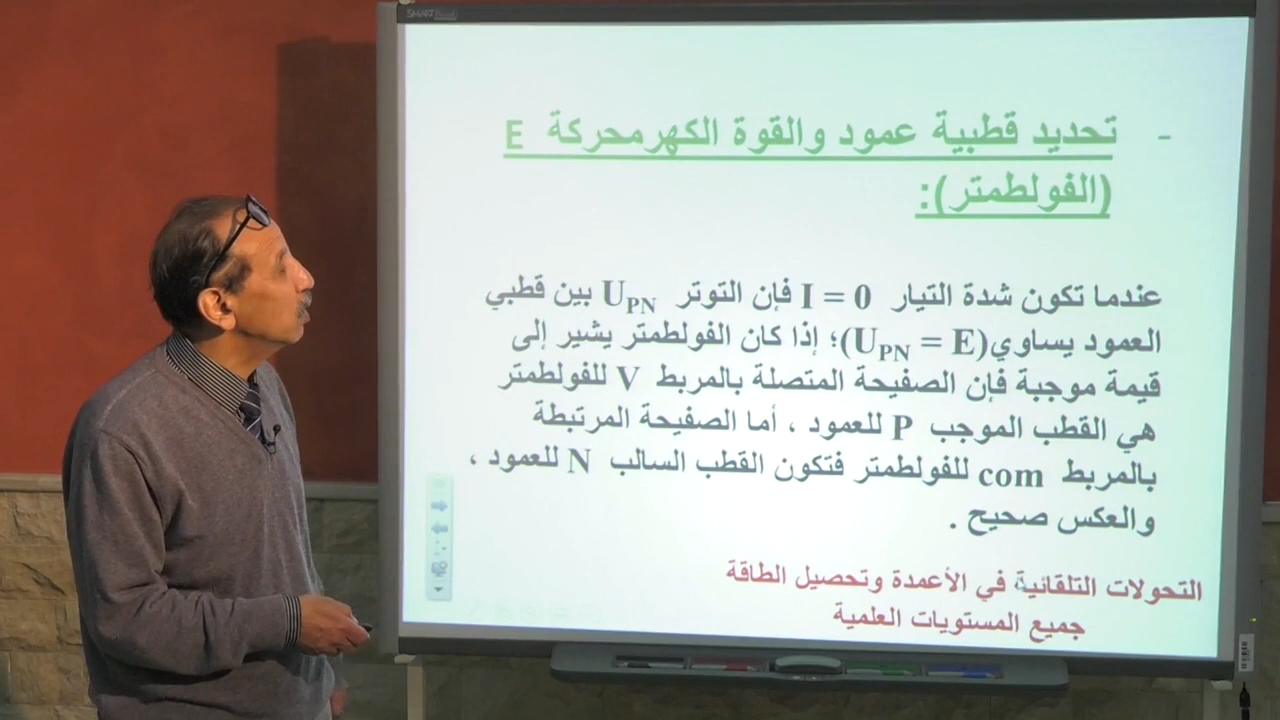 SMART Board
- تحديد قطبية عمود والقوة الكهرمحركة E
(الفولطمتر):
عندما تكون شدة التيار I = 0 فإن التوتر UPN بين قطبي
العمود يساوي(UPN = E)؛ إذا كان الفولطمتر يشير إلى
قيمة موجبة فإن الصفيحة المتصلة بالمربط V للفولطمتر
هي القطب الموجب P للعمود ، أما الصفيحة المرتبطة
بالمربط com للفولطمتر فتكون القطب السالب N للعمود ،
والعكس صحيح .
التحولات التلقائية في الأعمدة وتحصيل الطاقة
جميع المستويات العلمية